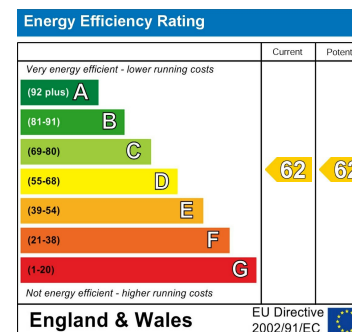 Energy Efficiency Rating
Current Potent
Very energy efficient - lower running costs
(92 plus) A
(81-91) B
(69-80) C
(55-68) D 62 62
(39-54) E
(21-38) F
(1-20) G
Not energy efficient - higher running costs
England & Wales
EU Directive
2002/91/EC